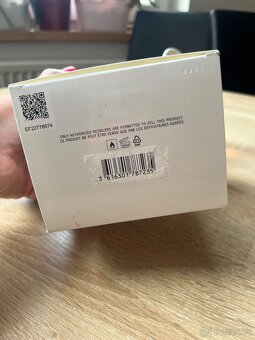 EF22778876
ONLY AUTHORIZED RETAILERS ARE PERMITTED TO SELL THIS PRODUCT
CE PRODUIT NE PEUT ÊTRE VENDU QUE PAR LES DÉPOSITAIRES AGRÉÉS.
3 616301 787235